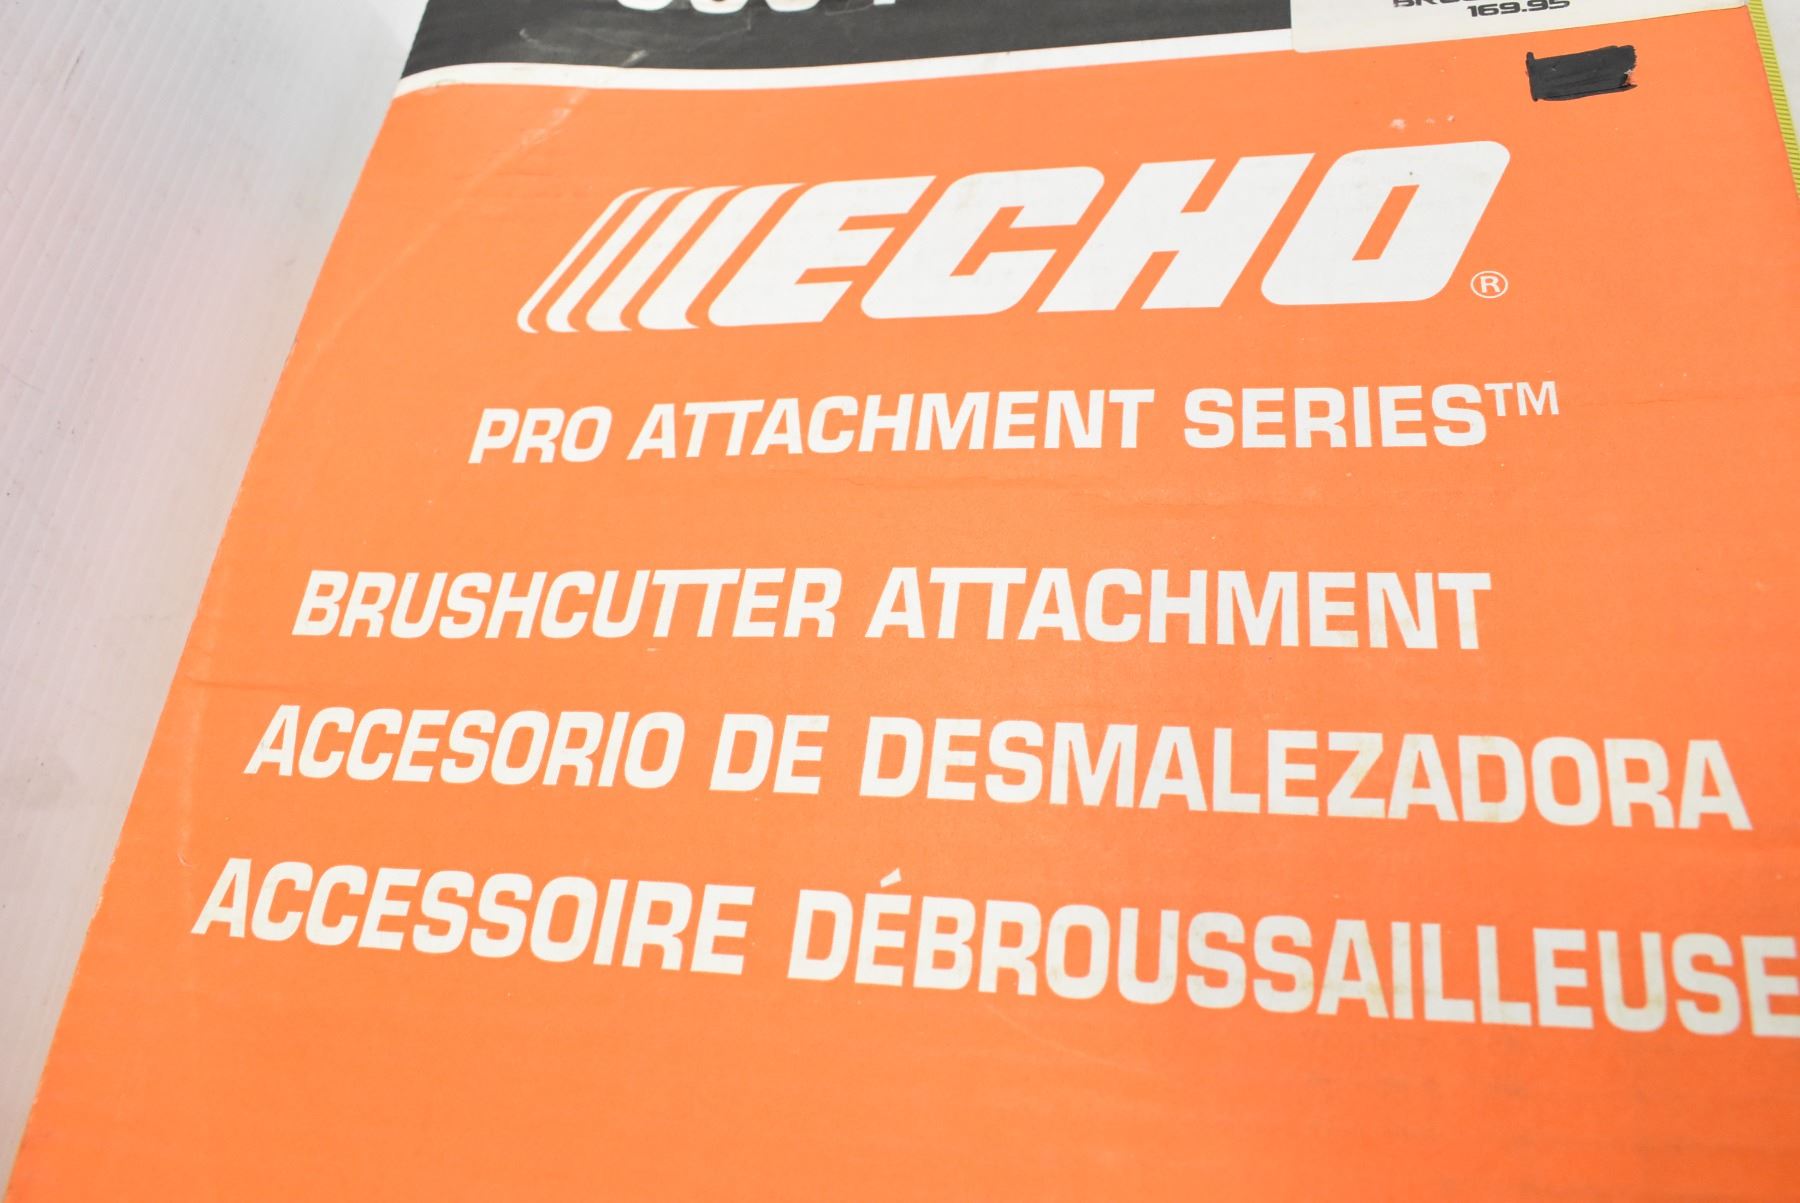 169.95
ECHO®
PRO ATTACHMENT SERIES™
BRUSHCUTTER ATTACHMENT
ACCESORIO DE DESMALEZADORA
ACCESSOIRE DÉBROUSSAILLEUSE